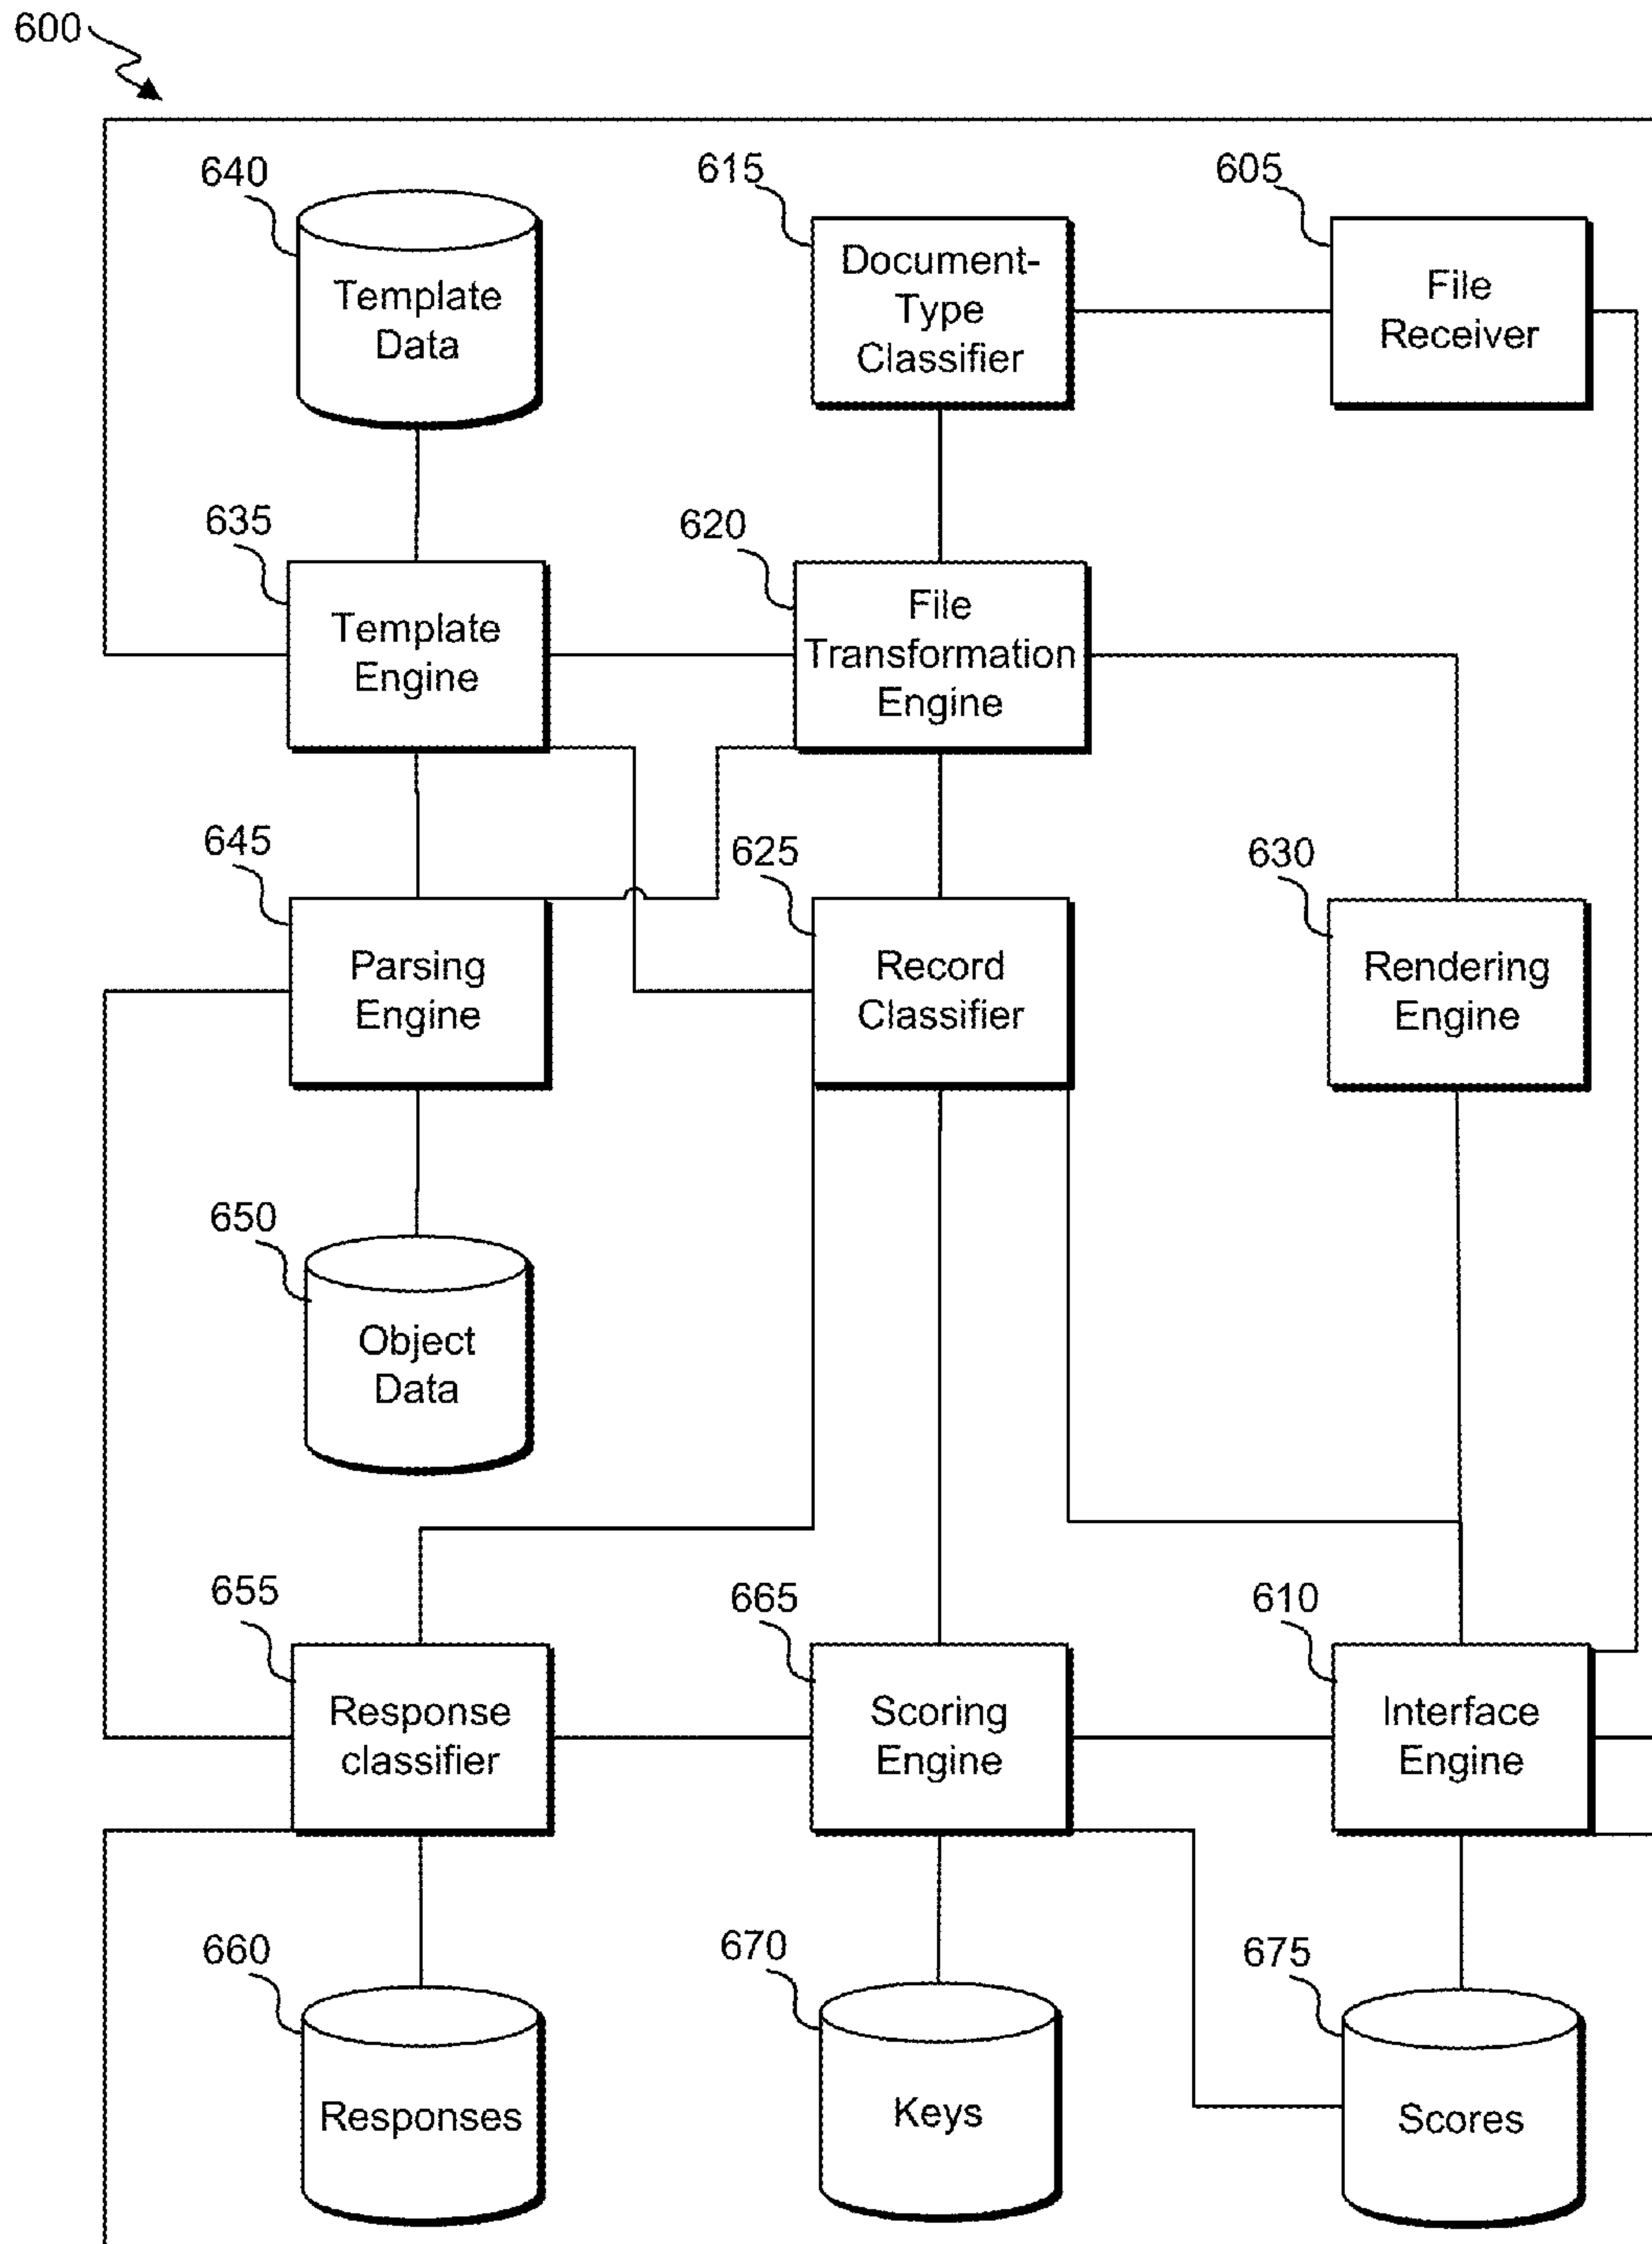 600
640
615
605
Template
Data
Document-
Type
Classifier
File
Receiver
635
620
Template
Engine
File
Transformation
Engine
645
625
630
Parsing
Engine
Record
Classifier
Rendering
Engine
650
Object
Data
655
665
610
Response
classifier
Scoring
Engine
Interface
Engine
660
670
675
Responses
Keys
Scores